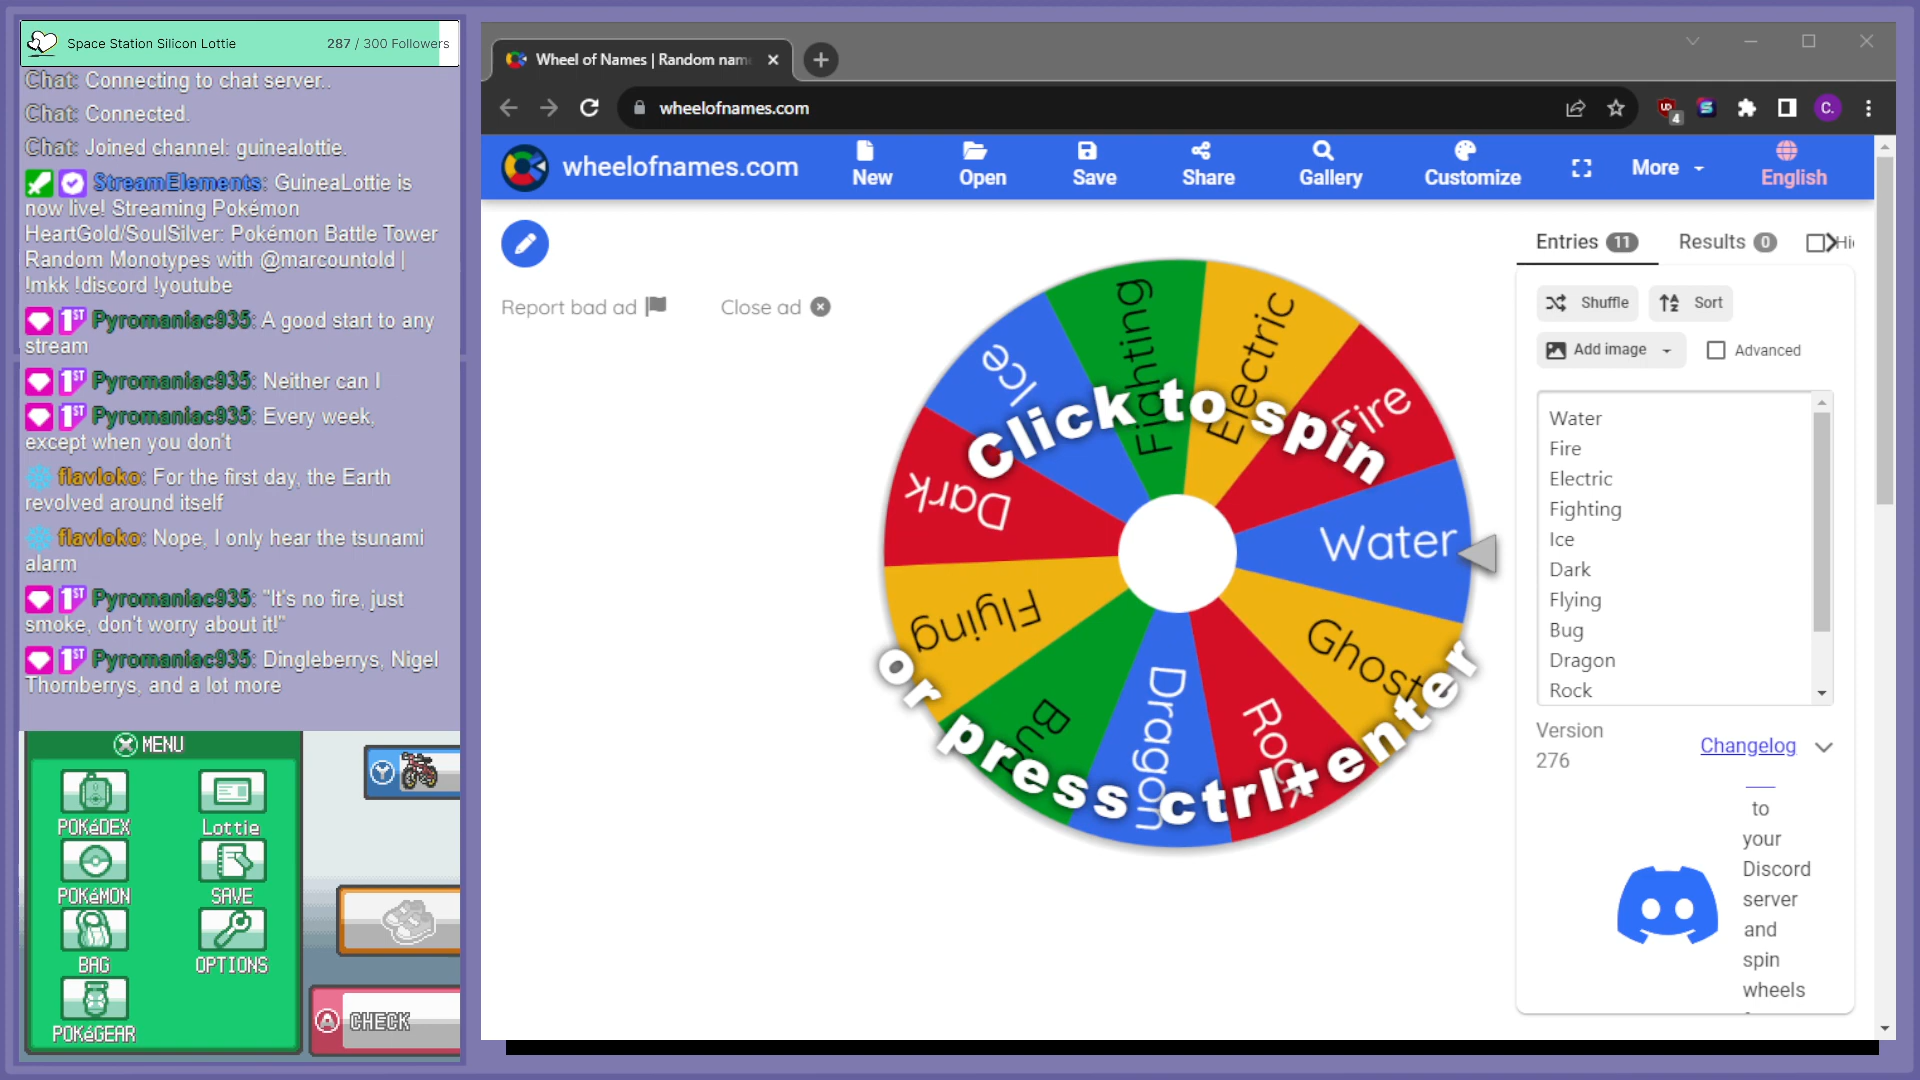 Space Station Silicon Lottie 287 / 300 Followers
Chat: Connecting to chat server..
Chat: Connected.
Chat: Joined channel: guinealottie.
StreamElements: GuineaLottie is
now live! Streaming Pokémon
HeartGold/SoulSilver: Pokémon Battle Tower
Random Monotypes with @marcountold |
!mkk !discord !youtube
1ST Pyromaniac935: A good start to any
stream
1ST Pyromaniac935: Neither can I
1ST Pyromaniac935: Every week,
except when you don't
flavloko: For the first day, the Earth
revolved around itself
flavloko: Nope, I only hear the tsunami
alarm
1ST Pyromaniac935: "It's no fire, just
smoke, don't worry about it!"
1ST Pyromaniac935: Dingleberrys, Nigel
Thornberrys, and a lot more
X MENU
POKéDEX
Lottie
POKéMON
SAVE
BAG
OPTIONS
POKéGEAR
Y
A CHECK
Wheel of Names | Random nam
wheelofnames.com
4
C.
wheelofnames.com
New
Open
Save
Share
Gallery
Customize
More
English
Report bad ad
Close ad
Click to spin
or press ctrl+enter
Water
Fire
Electric
Fighting
Ice
Dark
Flying
Dragon
Ghost
Entries 11
Results 0
Hi
Shuffle
Sort
Add image
Advanced
Water
Fire
Electric
Fighting
Ice
Dark
Flying
Bug
Dragon
Rock
Version
276
Changelog
to
your
Discord
server
and
spin
wheels